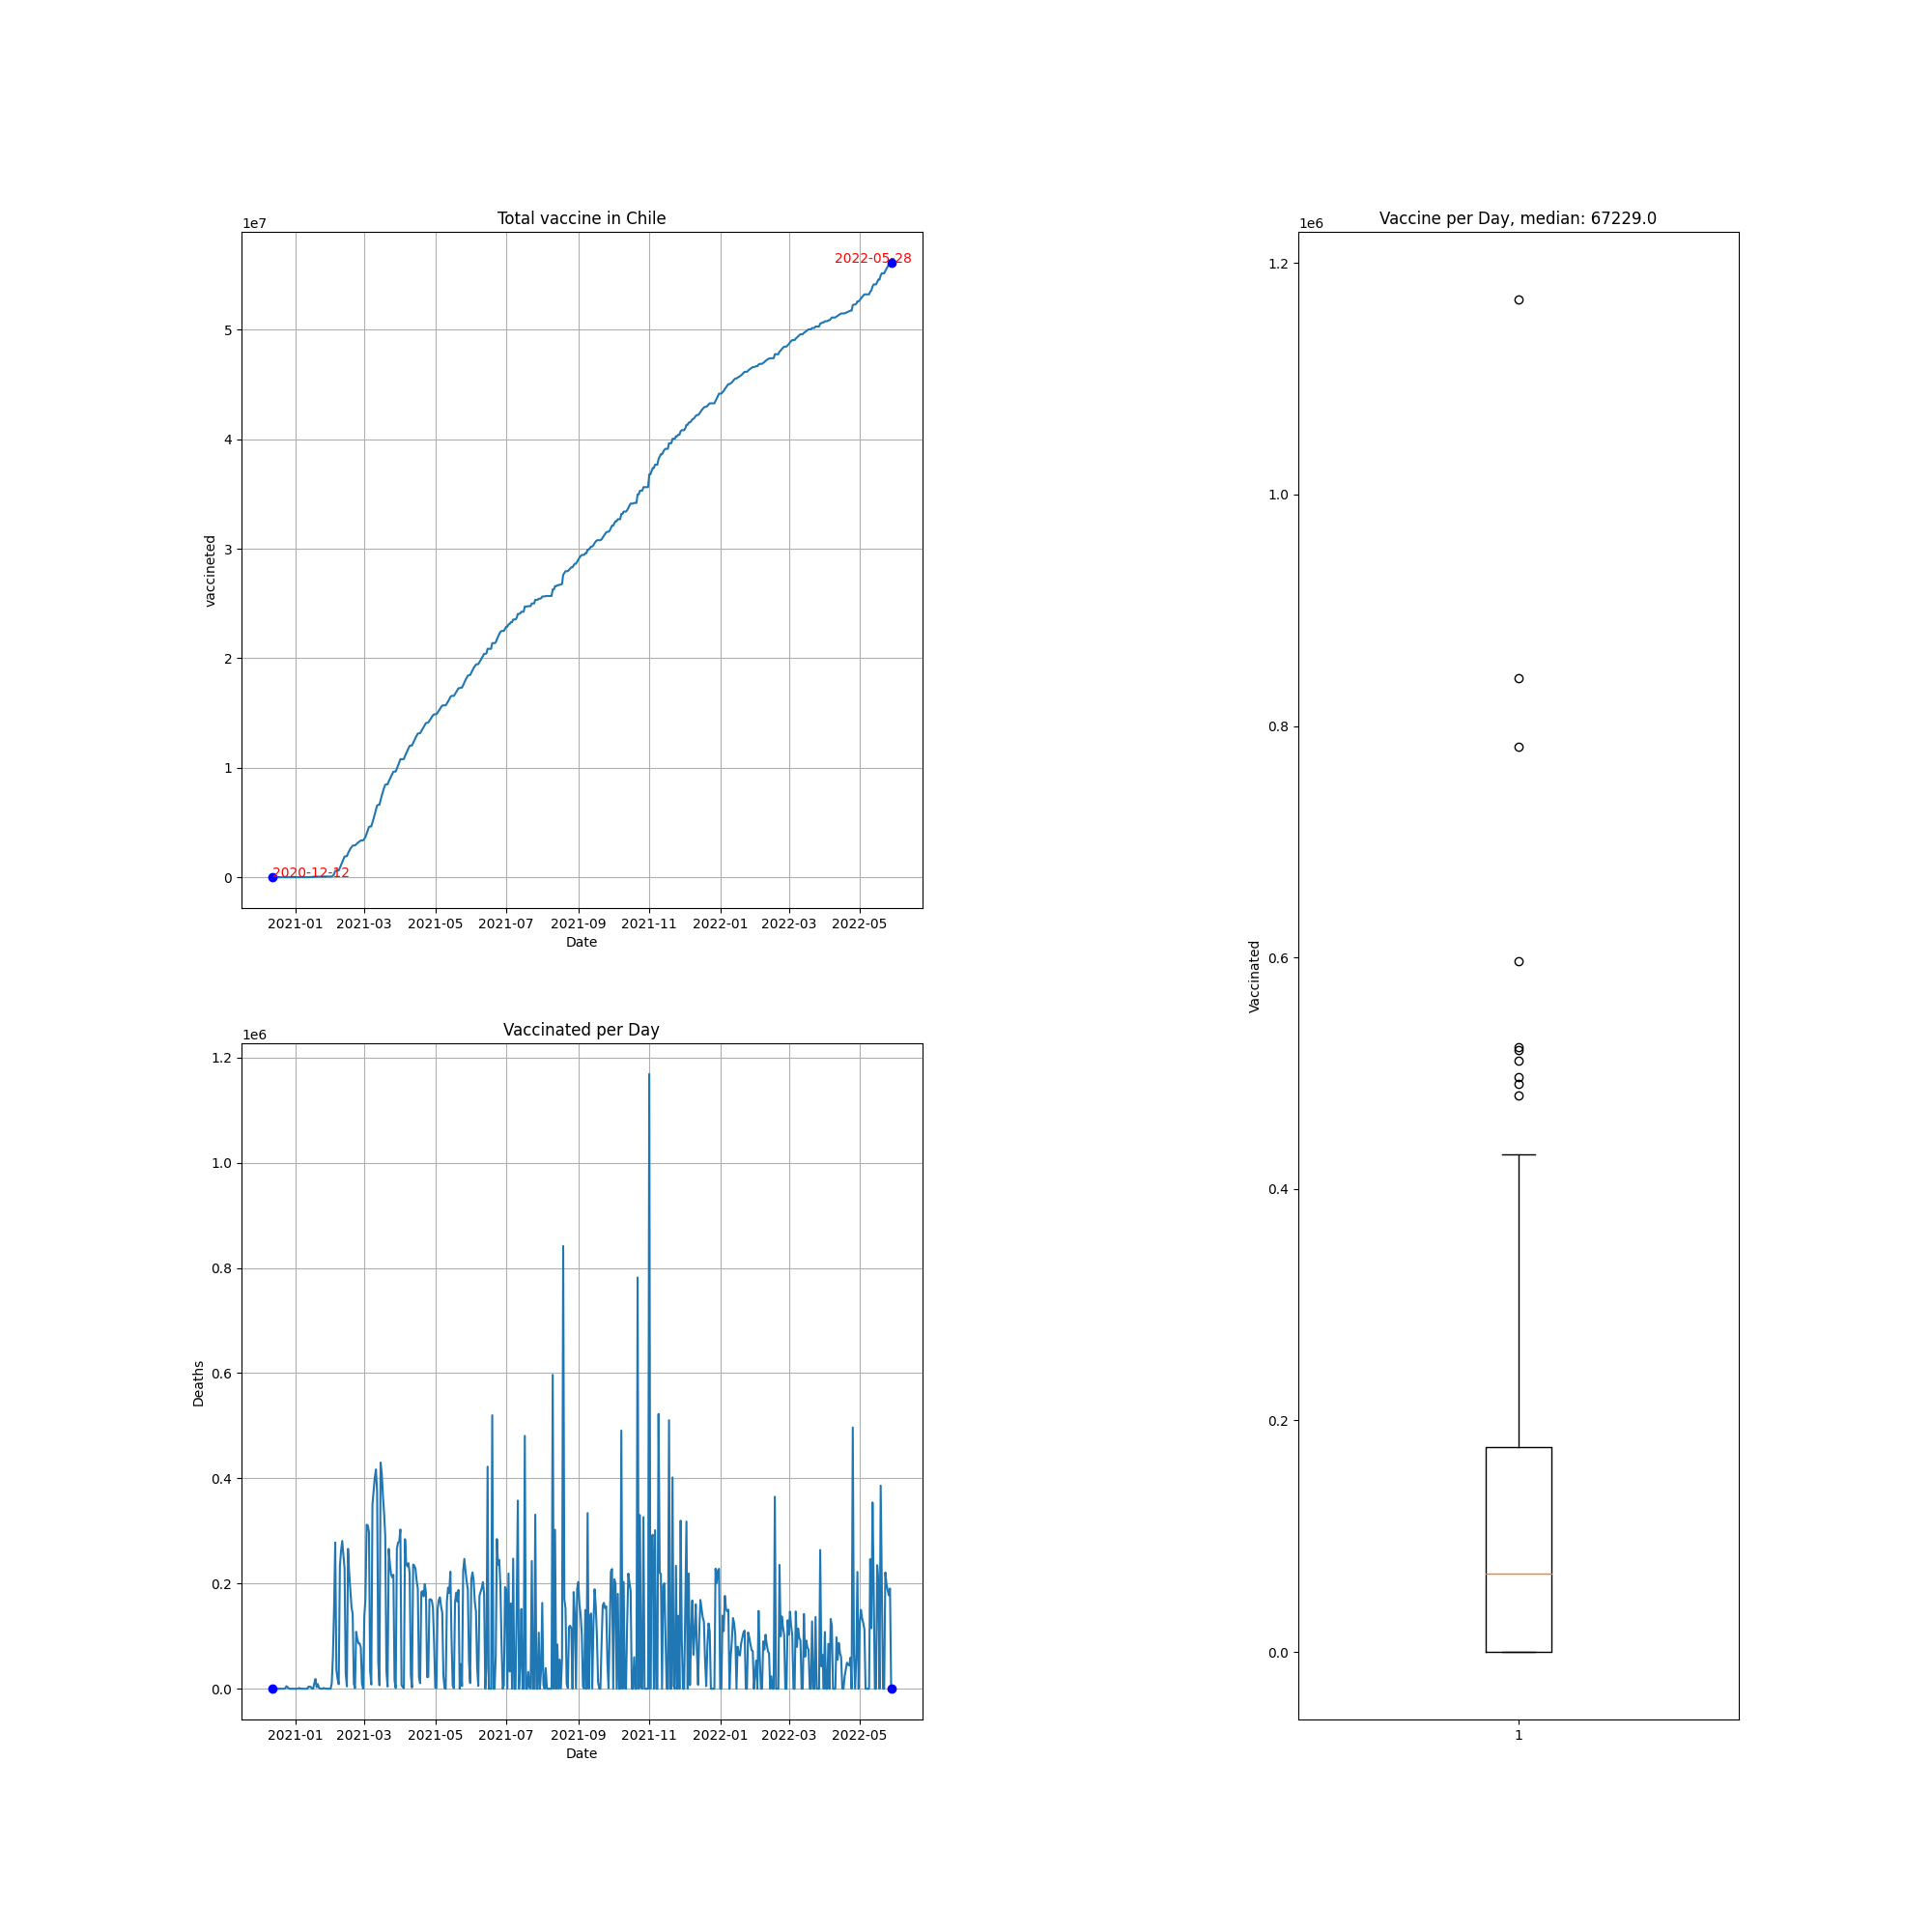 Total vaccine in Chile
1e7
vaccineted
5
4
3
2
1
0
2022-05-28
2020-12-12
2021-01 2021-03 2021-05 2021-07 2021-09 2021-11 2022-01 2022-03 2022-05
Date
Vaccinated per Day
1e6
Deaths
1.2
1.0
0.8
0.6
0.4
0.2
0.0
2021-01 2021-03 2021-05 2021-07 2021-09 2021-11 2022-01 2022-03 2022-05
Date
Vaccine per Day, median: 67229.0
1e6
Vaccinated
1.2
1.0
0.8
0.6
0.4
0.2
0.0
1